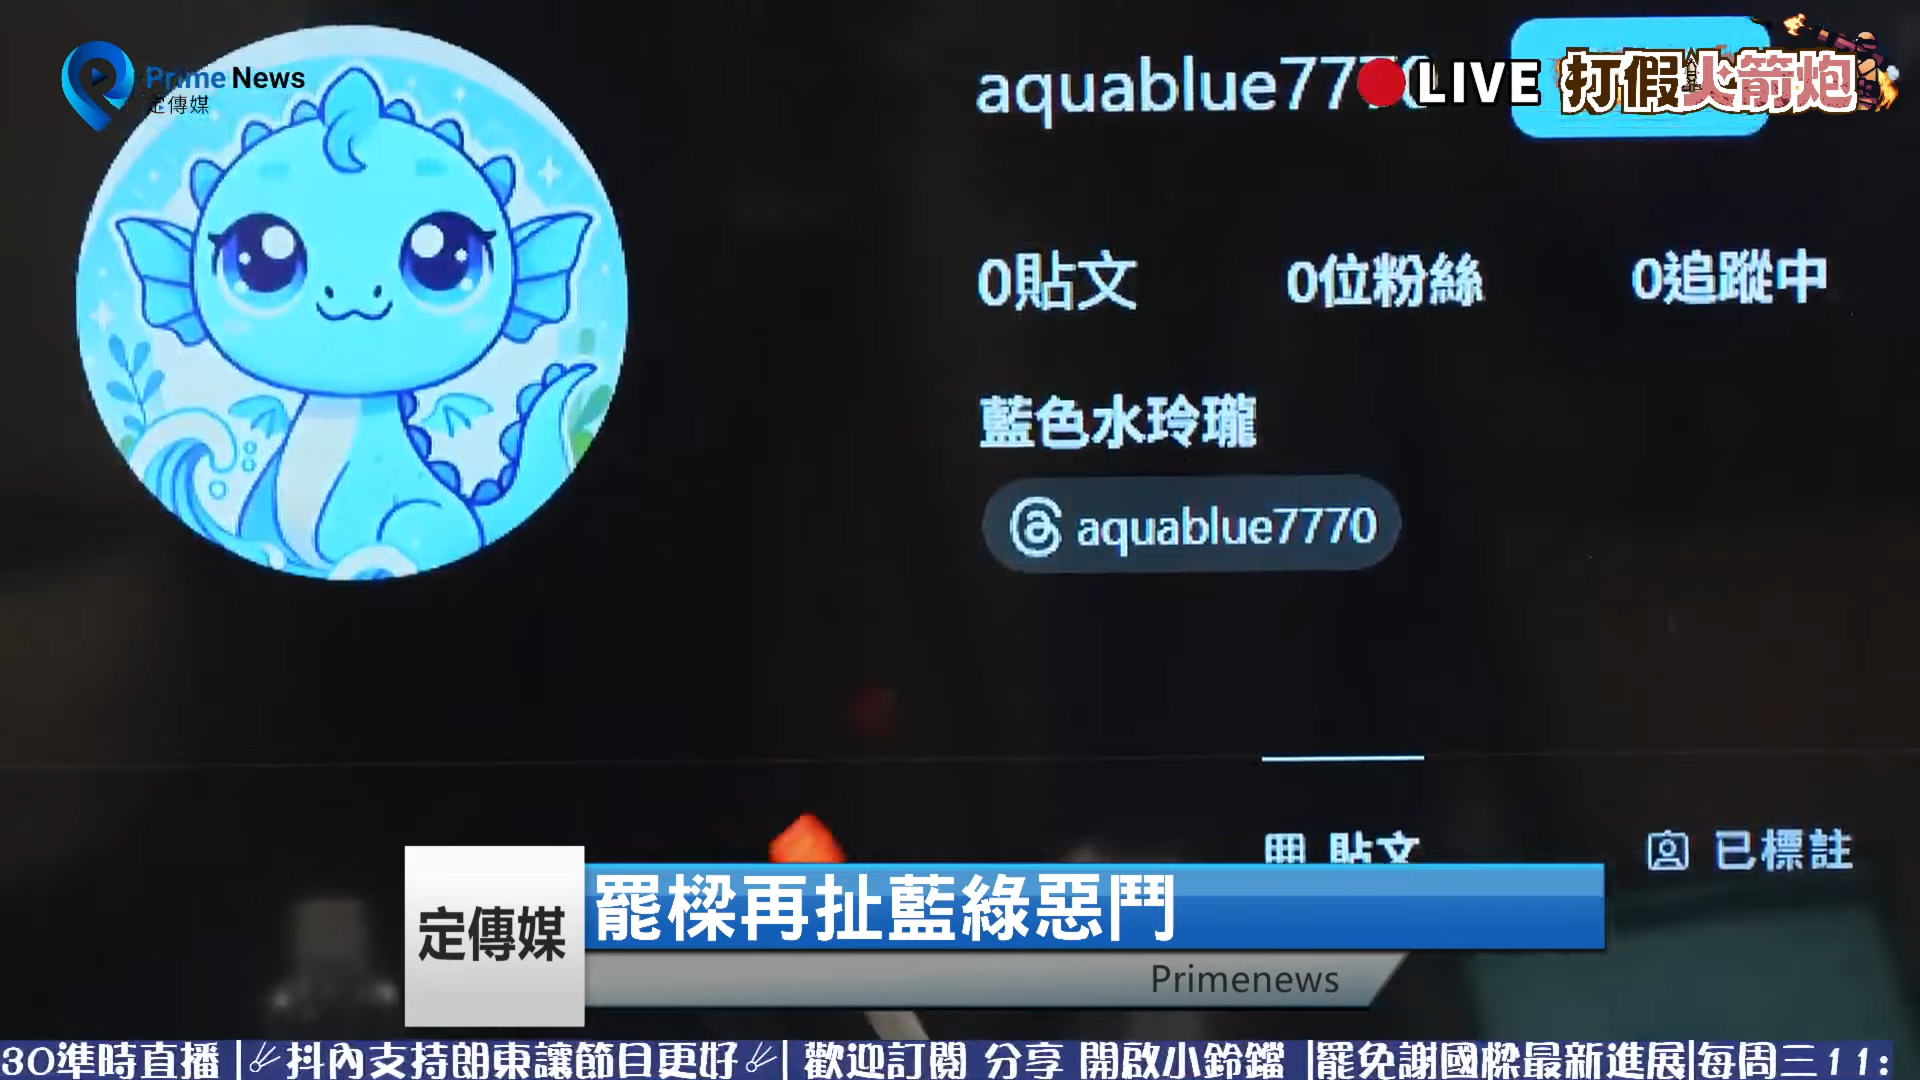 Prime News
定傳媒
aquablue7770
LIVE
打假火箭炮
0貼文
0位粉絲
0追蹤中
藍色水玲瓏
aquablue7770
貼文
已標註
定傳媒
罷樑再扯藍綠惡鬥
Primenews
30準時直播 |☄抖內支持朗東讓節目更好☄| 歡迎訂閱 分享 開啟小鈴鐺 |罷免謝國樑最新進展|每周三11: